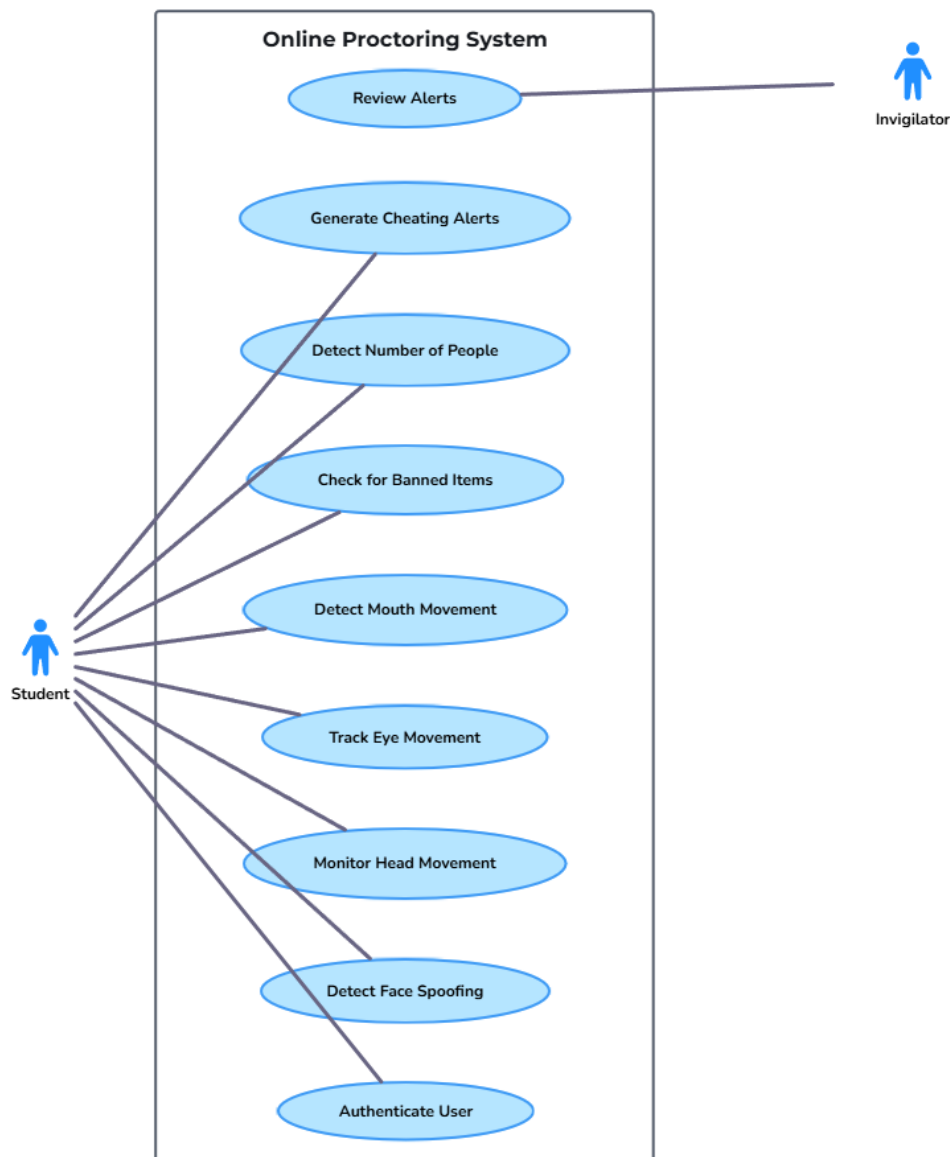 Online Proctoring System
Review Alerts
Invigilator
Generate Cheating Alerts
Detect Number of People
Check for Banned Items
Detect Mouth Movement
Student
Track Eye Movement
Monitor Head Movement
Detect Face Spoofing
Authenticate User